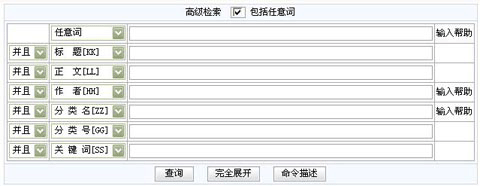 高级检索 包括任意词
任意词 输入帮助
并且 标 题[KK]
并且 正 文[LL]
并且 作 者[HH] 输入帮助
并且 分 类 名[ZZ] 输入帮助
并且 分 类 号[GG]
并且 关 键 词[SS]
查询 完全展开 命令描述